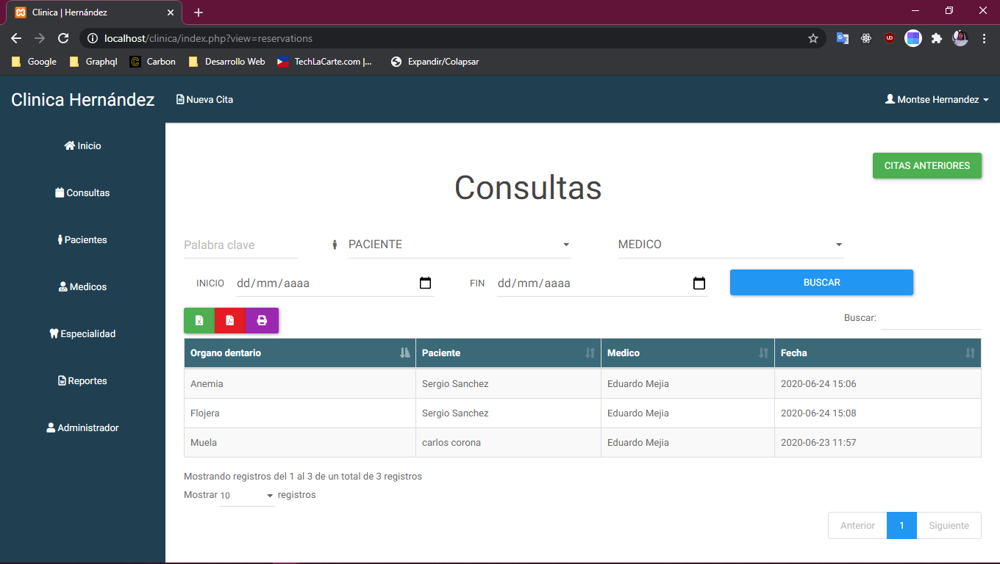 Clinica | Hernández
localhost/clinica/index.php?view=reservations
Google Graphql Carbon Desarrollo Web TechLaCarte.com |... Expandir/Colapsar
Clinica Hernández Nueva Cita Montse Hernandez
Inicio
Consultas
Pacientes
Medicos
Especialidad
Reportes
Administrador
CITAS ANTERIORES
Consultas
Palabra clave PACIENTE MEDICO
INICIO dd/mm/aaaa FIN dd/mm/aaaa BUSCAR
Buscar:
Organo dentario Paciente Medico Fecha
Anemia Sergio Sanchez Eduardo Mejia 2020-06-24 15:06
Flojera Sergio Sanchez Eduardo Mejia 2020-06-24 15:08
Muela carlos corona Eduardo Mejia 2020-06-23 11:57
Mostrando registros del 1 al 3 de un total de 3 registros
Mostrar 10 registros
Anterior 1 Siguiente